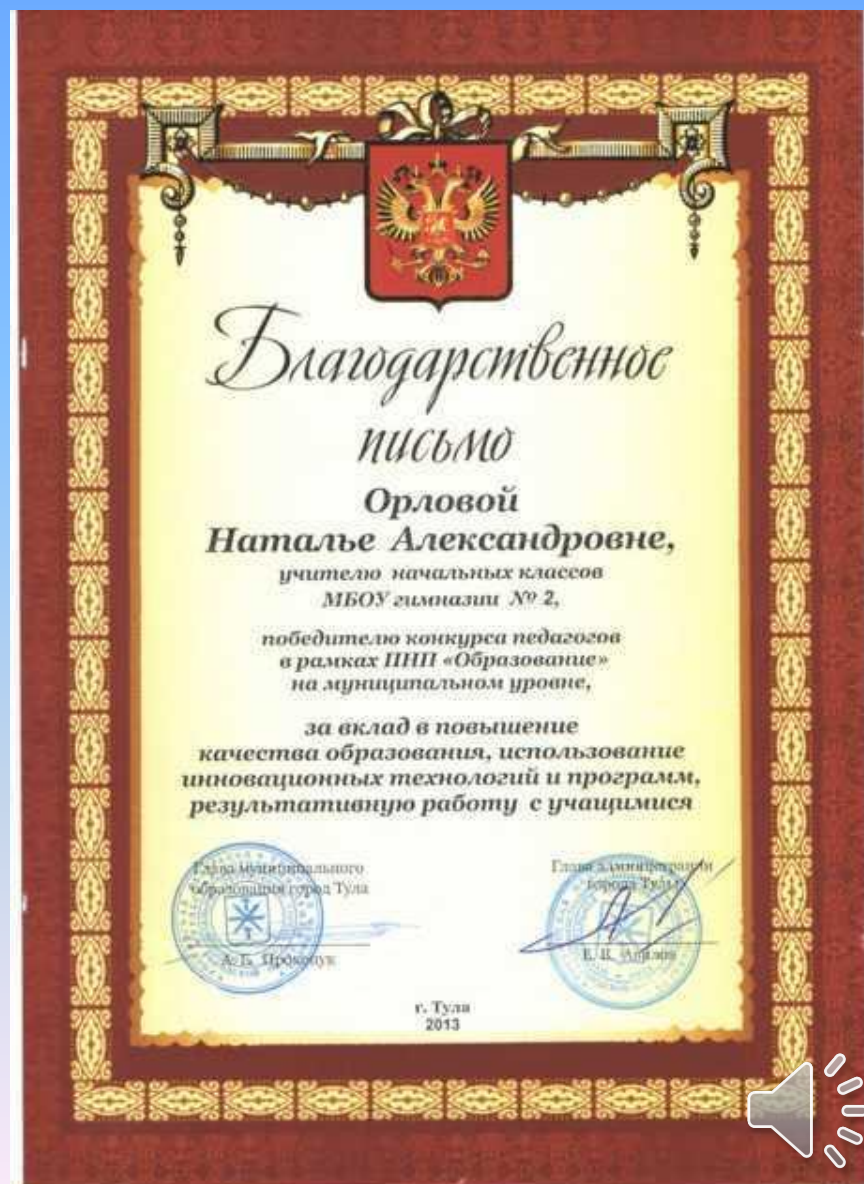 Благодарственное
письмо
Орловой
Наталье Александровне,
учителю начальных классов
МБОУ гимназии № 2,
победителю конкурса педагогов
в рамках ПНП «Образование»
на муниципальном уровне,
за вклад в повышение
качества образования, использование
инновационных технологий и программ,
результативную работу с учащимися
Глава муниципального
образования город Тула
Глава администрации
города Тулы
А. Б. Прокопук
Е. В. Авилов
г. Тула
2013